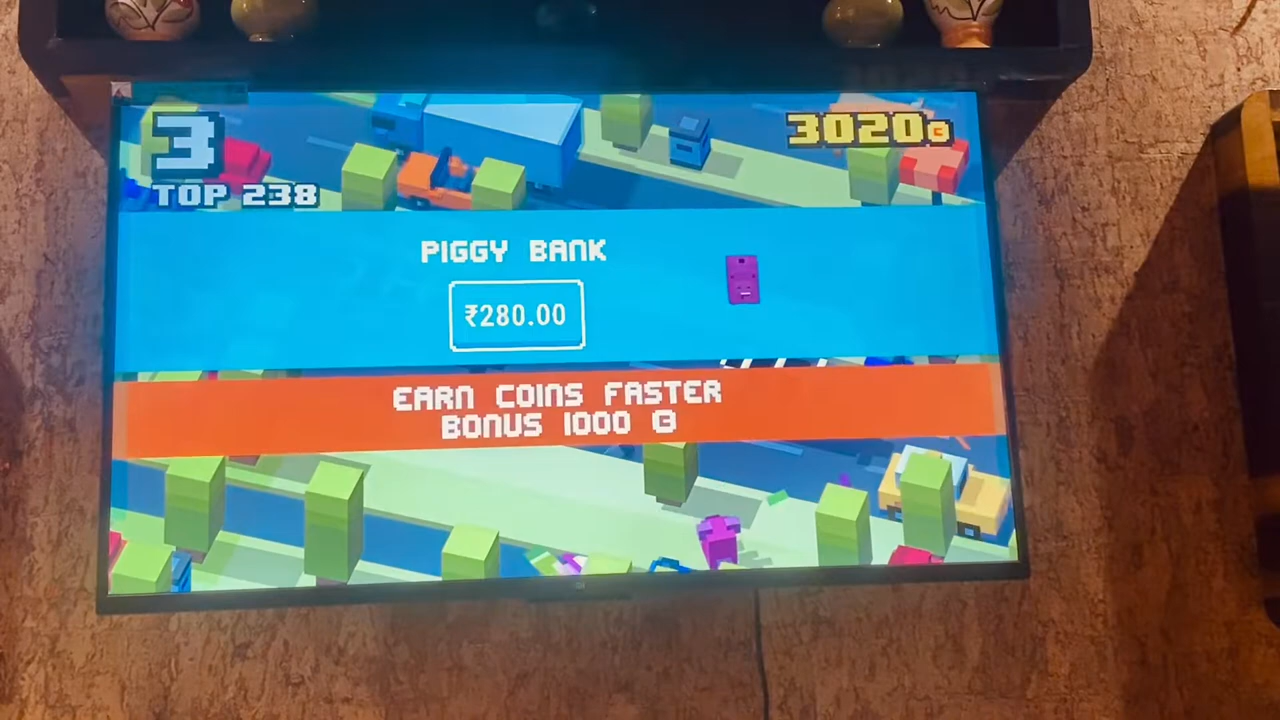 3
3020
TOP 238
PIGGY BANK
₹280.00
EARN COINS FASTER
BONUS 1000 C